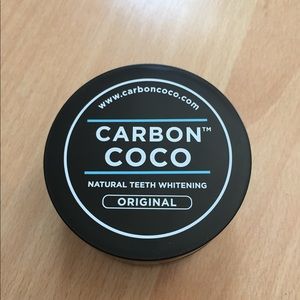 www.carboncoco.com
CARBON™
COCO
NATURAL TEETH WHITENING
ORIGINAL